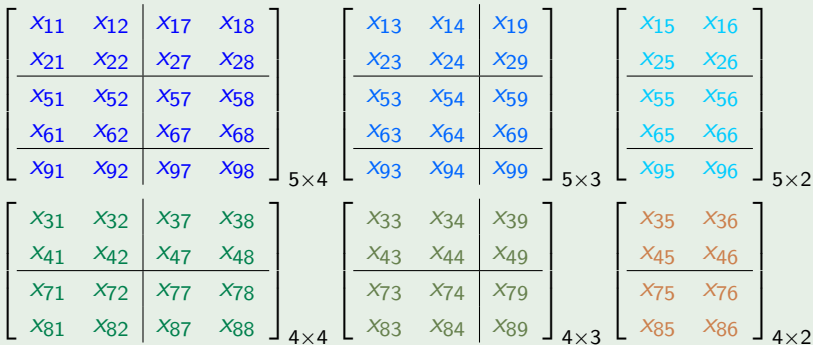 x11 x12 x17 x18 x13 x14 x19 x15 x16
x21 x22 x27 x28 x23 x24 x29 x25 x26
x51 x52 x57 x58 x53 x54 x59 x55 x56
x61 x62 x67 x68 x63 x64 x69 x65 x66
x91 x92 x97 x98 5×4 x93 x94 x99 5×3 x95 x96 5×2
x31 x32 x37 x38 x33 x34 x39 x35 x36
x41 x42 x47 x48 x43 x44 x49 x45 x46
x71 x72 x77 x78 x73 x74 x79 x75 x76
x81 x82 x87 x88 4×4 x83 x84 x89 4×3 x85 x86 4×2